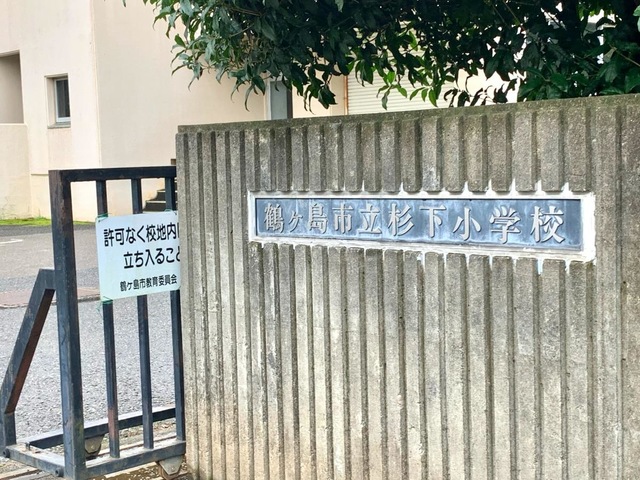 鶴ヶ島市立杉下小学校
許可なく校地内
立ち入ること
鶴ヶ島市教育委員会